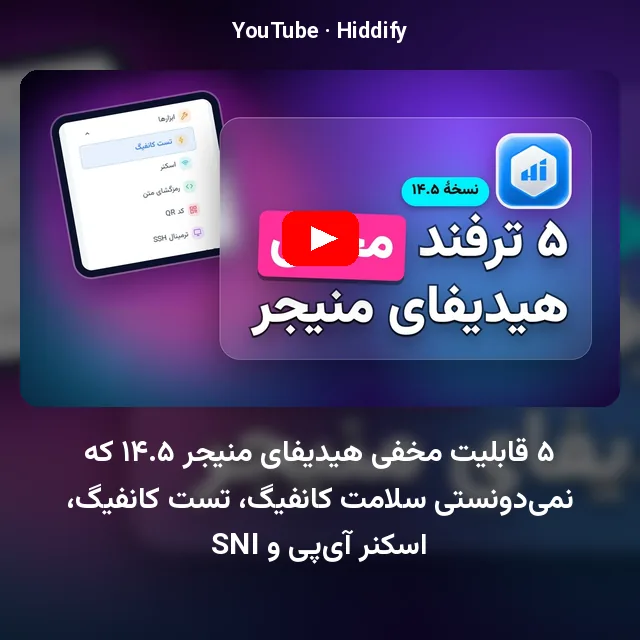 YouTube · Hiddify
ابزارها
تست کانفیگ
اسکنر
رمزگشای متن
کد QR
ترمینال SSH
نسخهٔ ۱۴.۵
۵ ترفند
هیدیفای منیجر
۵ قابلیت مخفی هیدیفای منیجر ۱۴.۵ که
نمی‌دونستی سلامت کانفیگ، تست کانفیگ،
اسکنر آی‌پی و SNI